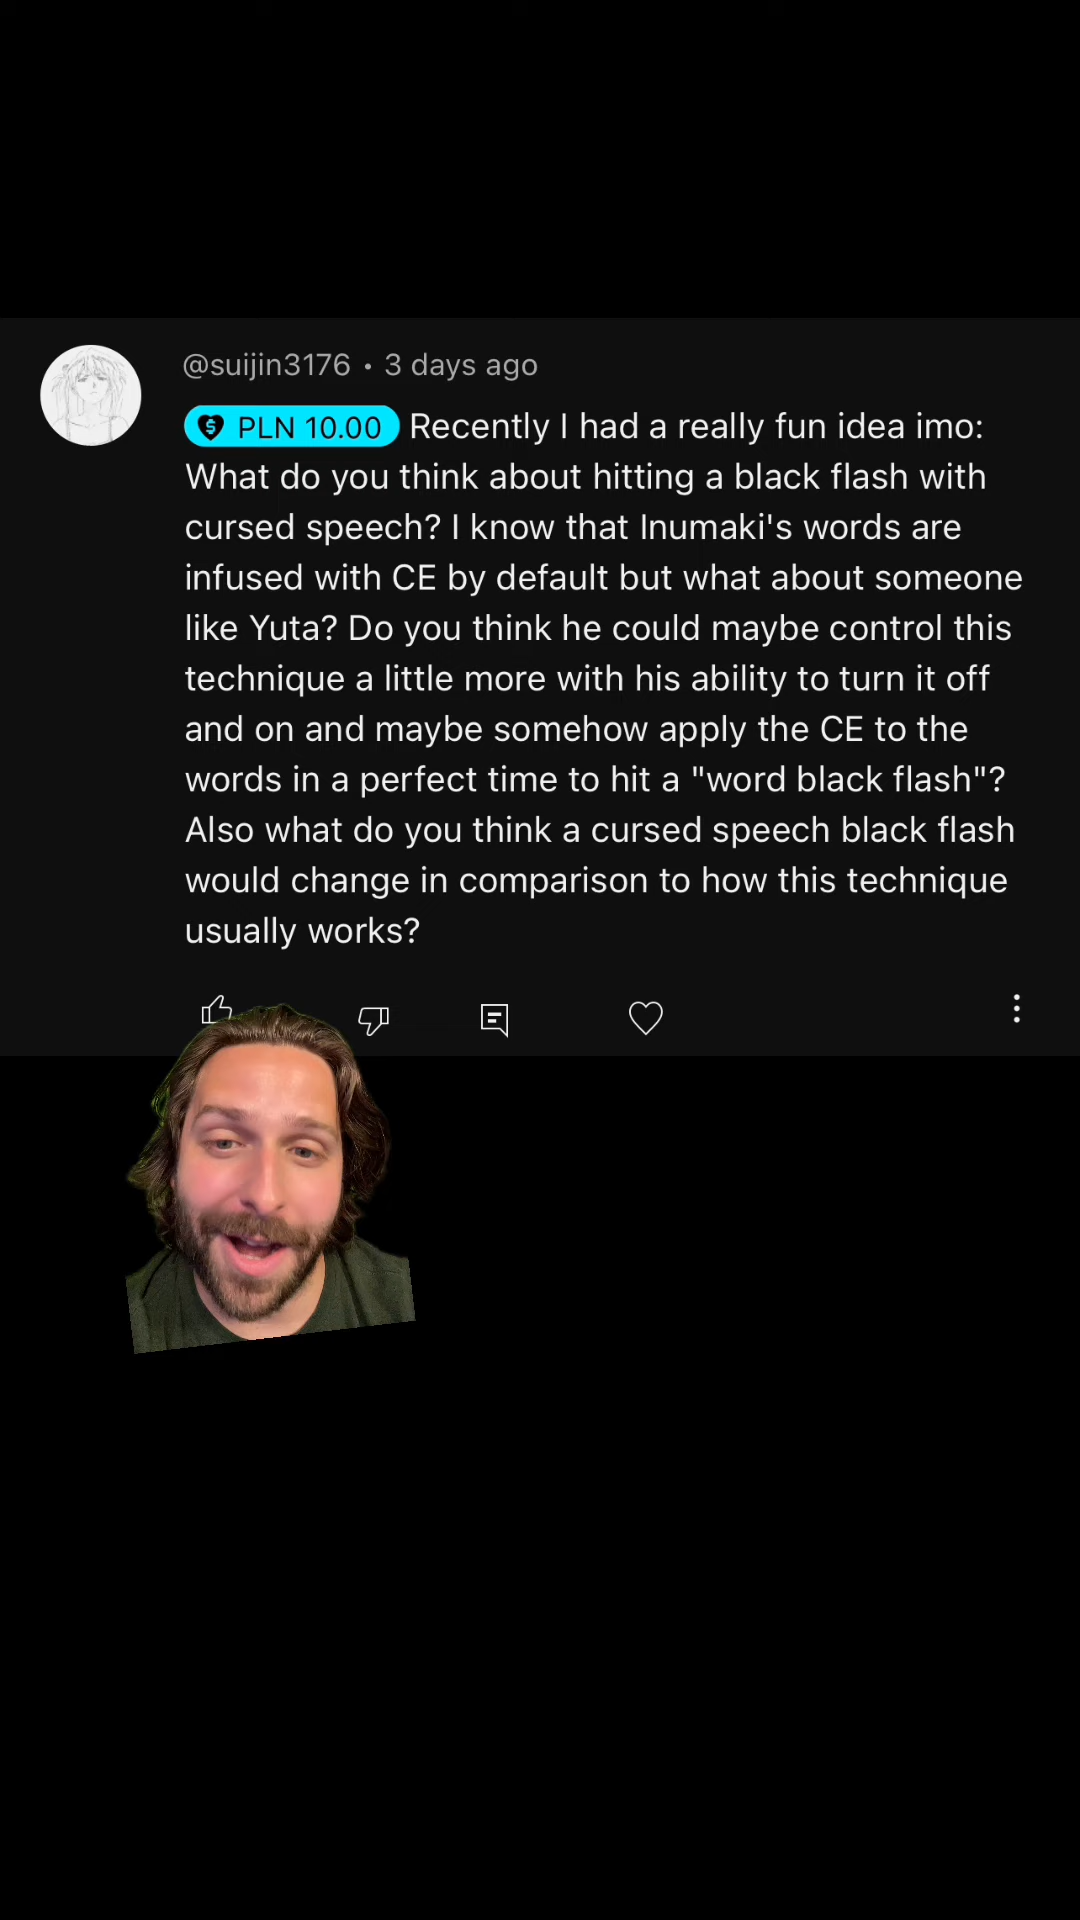 @suijin3176 • 3 days ago
PLN 10.00 Recently I had a really fun idea imo:
What do you think about hitting a black flash with
cursed speech? I know that Inumaki's words are
infused with CE by default but what about someone
like Yuta? Do you think he could maybe control this
technique a little more with his ability to turn it off
and on and maybe somehow apply the CE to the
words in a perfect time to hit a "word black flash"?
Also what do you think a cursed speech black flash
would change in comparison to how this technique
usually works?